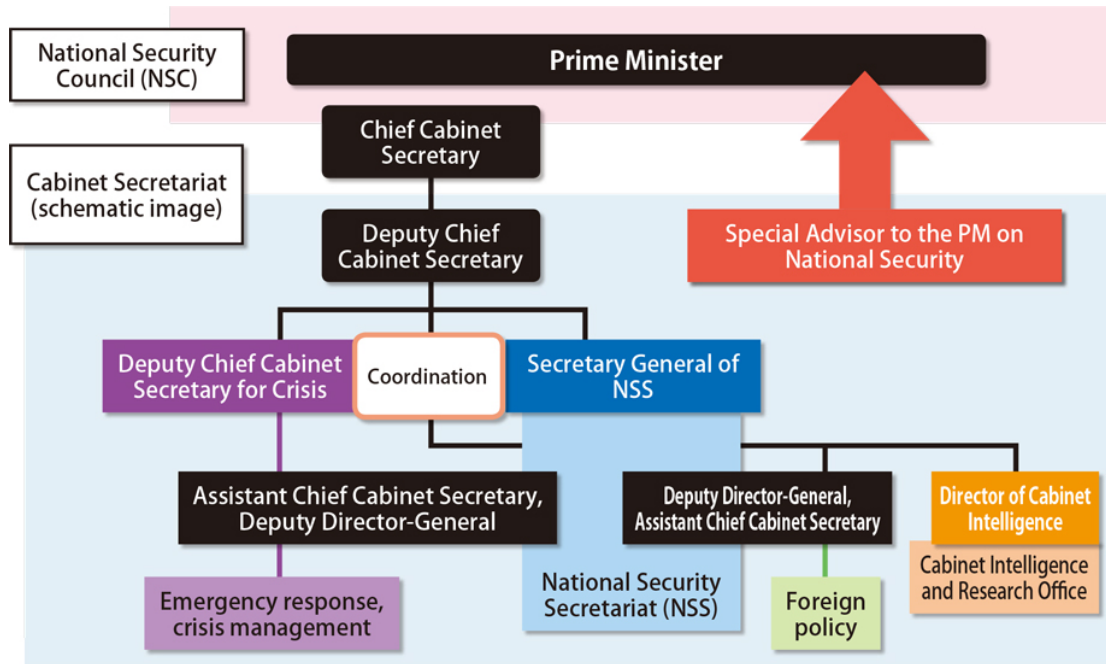 National Security
Council (NSC)
Prime Minister
Chief Cabinet
Secretary
Cabinet Secretariat
(schematic image)
Deputy Chief
Cabinet Secretary
Special Advisor to the PM on
National Security
Deputy Chief Cabinet
Secretary for Crisis
Coordination
Secretary General of
NSS
Assistant Chief Cabinet Secretary,
Deputy Director-General
Deputy Director-General,
Assistant Chief Cabinet Secretary
Director of Cabinet
Intelligence
Emergency response,
crisis management
National Security
Secretariat (NSS)
Foreign
policy
Cabinet Intelligence
and Research Office